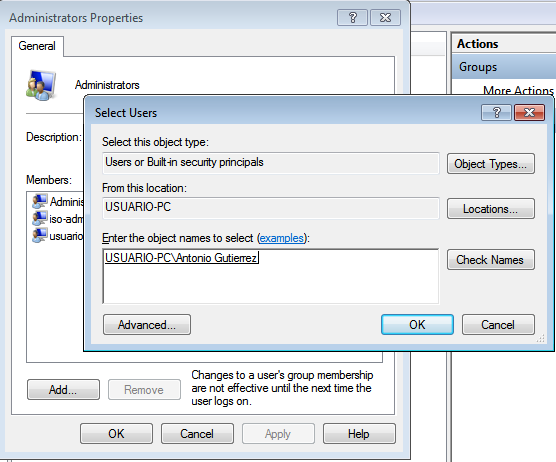 Administrators Properties
General
Administrators
Description:
Members:
Adminis
iso-adm
usuario
Add...
Remove
Changes to a user's group membership
are not effective until the next time the
user logs on.
OK
Cancel
Apply
Help
Select Users
Select this object type:
Users or Built-in security principals
Object Types...
From this location:
USUARIO-PC
Locations...
Enter the object names to select (examples):
USUARIO-PC\Antonio Gutierrez
Check Names
Advanced...
OK
Cancel
Actions
Groups
More Actions